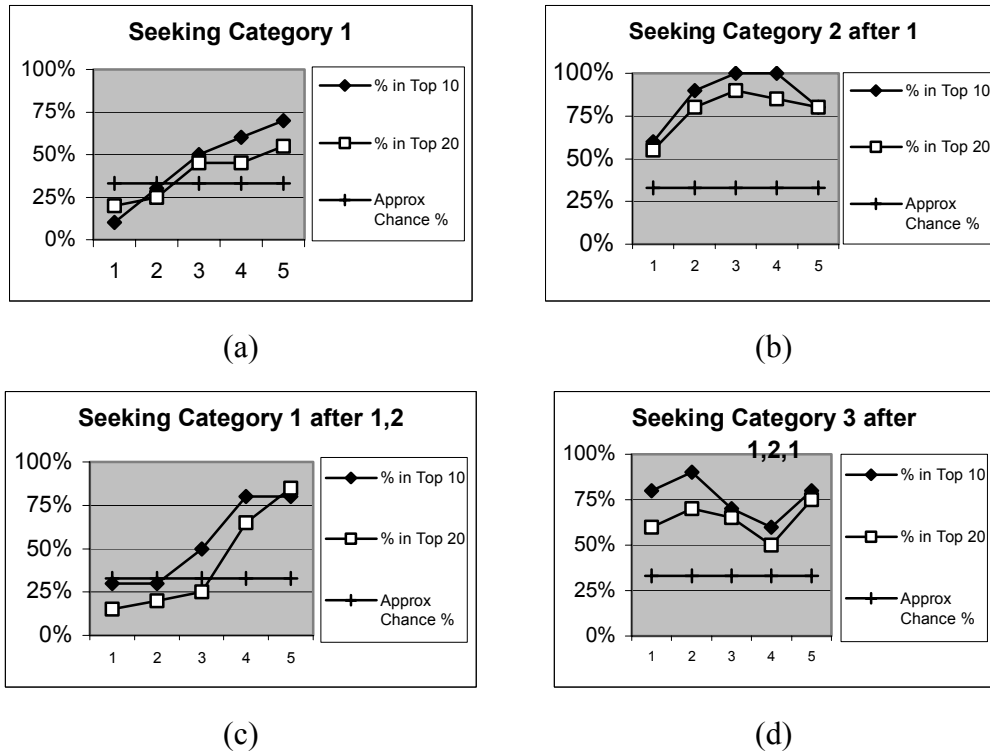 Seeking Category 1
100%
75%
50%
25%
0%
1 2 3 4 5
% in Top 10
% in Top 20
Approx
Chance %
(a)
Seeking Category 2 after 1
100%
75%
50%
25%
0%
1 2 3 4 5
% in Top 10
% in Top 20
Approx
Chance %
(b)
Seeking Category 1 after 1,2
100%
75%
50%
25%
0%
1 2 3 4 5
% in Top 10
% in Top 20
Approx
Chance %
(c)
Seeking Category 3 after
1,2,1
100%
75%
50%
25%
0%
1 2 3 4 5
% in Top 10
% in Top 20
Approx
Chance %
(d)